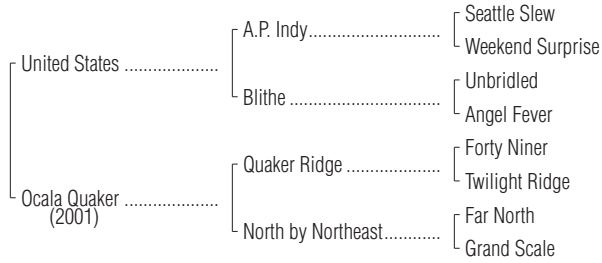 Seattle Slew
A.P. Indy............................
Weekend Surprise
United States ....................
Unbridled
Blithe ................................
Angel Fever
Forty Niner
Quaker Ridge ....................
Twilight Ridge
Ocala Quaker ....................
(2001)
Far North
North by Northeast............
Grand Scale